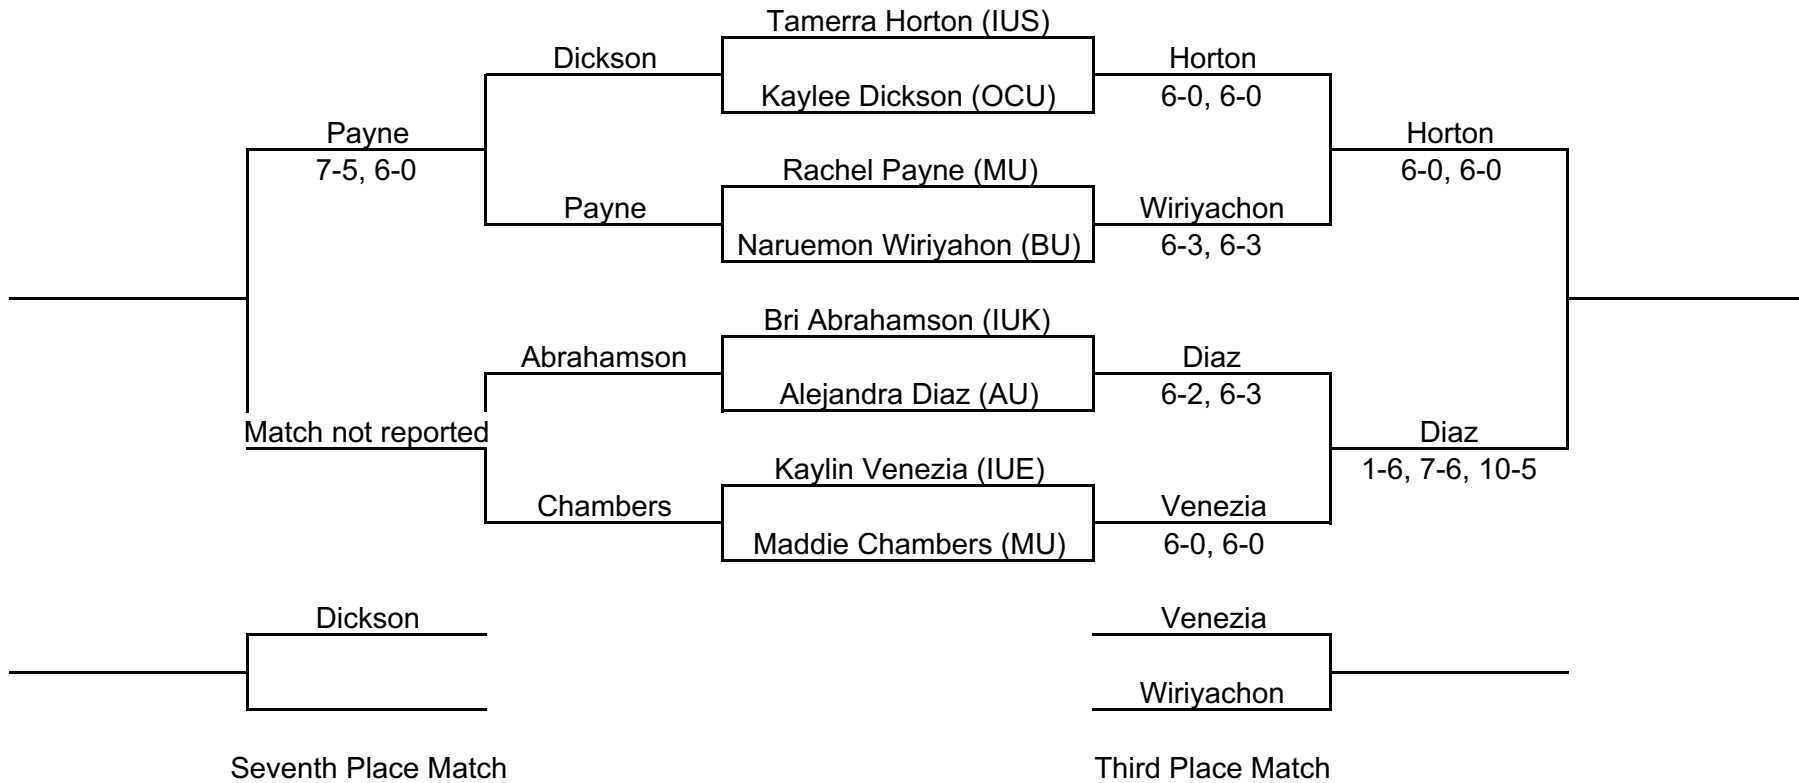 Tamerra Horton (IUS)
Dickson
Horton
Kaylee Dickson (OCU)
6-0, 6-0
Payne
Horton
7-5, 6-0
Rachel Payne (MU)
6-0, 6-0
Payne
Wiriyachon
Naruemon Wiriyahon (BU)
6-3, 6-3
Bri Abrahamson (IUK)
Abrahamson
Diaz
Alejandra Diaz (AU)
6-2, 6-3
Match not reported
Diaz
Kaylin Venezia (IUE)
1-6, 7-6, 10-5
Chambers
Venezia
Maddie Chambers (MU)
6-0, 6-0
Dickson
Venezia
Wiriyachon
Seventh Place Match
Third Place Match